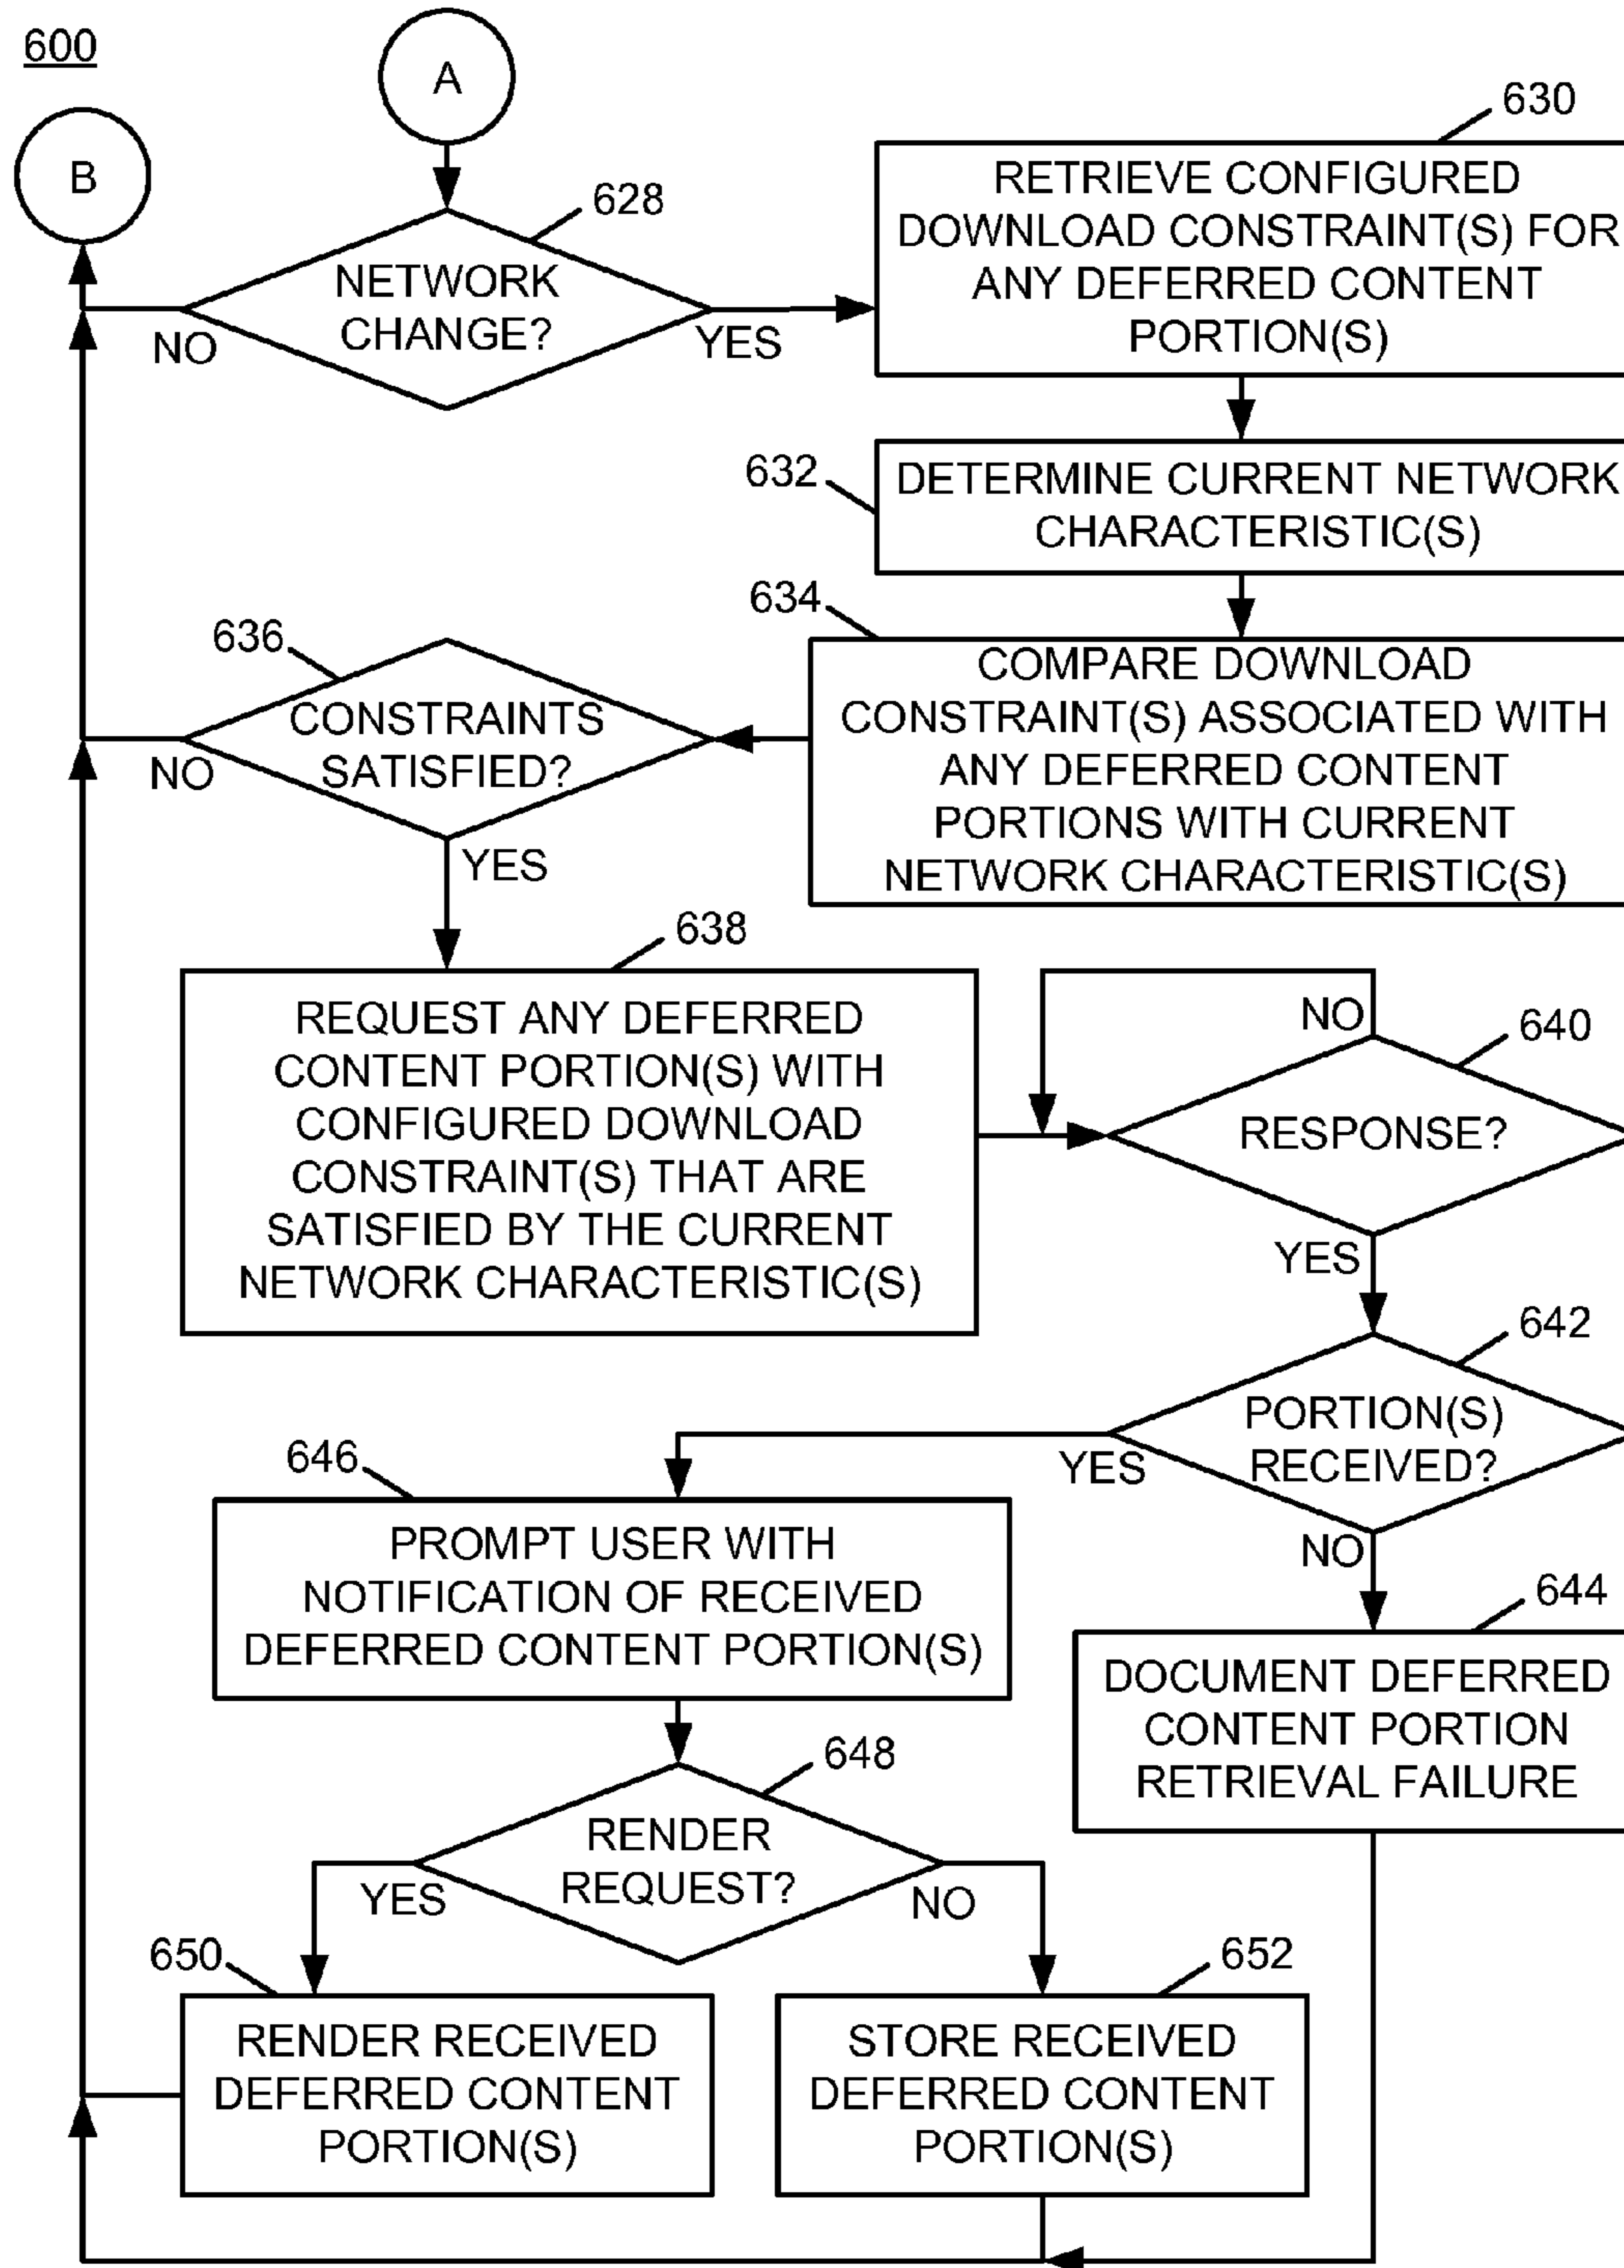 600
A
B
628
NETWORK
CHANGE?
NO
YES
630
RETRIEVE CONFIGURED
DOWNLOAD CONSTRAINT(S) FOR
ANY DEFERRED CONTENT
PORTION(S)
632
DETERMINE CURRENT NETWORK
CHARACTERISTIC(S)
634
COMPARE DOWNLOAD
CONSTRAINT(S) ASSOCIATED WITH
ANY DEFERRED CONTENT
PORTIONS WITH CURRENT
NETWORK CHARACTERISTIC(S)
636
CONSTRAINTS
SATISFIED?
NO
YES
638
REQUEST ANY DEFERRED
CONTENT PORTION(S) WITH
CONFIGURED DOWNLOAD
CONSTRAINT(S) THAT ARE
SATISFIED BY THE CURRENT
NETWORK CHARACTERISTIC(S)
NO
640
RESPONSE?
YES
642
PORTION(S)
RECEIVED?
YES
NO
644
DOCUMENT DEFERRED
CONTENT PORTION
RETRIEVAL FAILURE
646
PROMPT USER WITH
NOTIFICATION OF RECEIVED
DEFERRED CONTENT PORTION(S)
648
RENDER
REQUEST?
YES
NO
650
RENDER RECEIVED
DEFERRED CONTENT
PORTION(S)
652
STORE RECEIVED
DEFERRED CONTENT
PORTION(S)